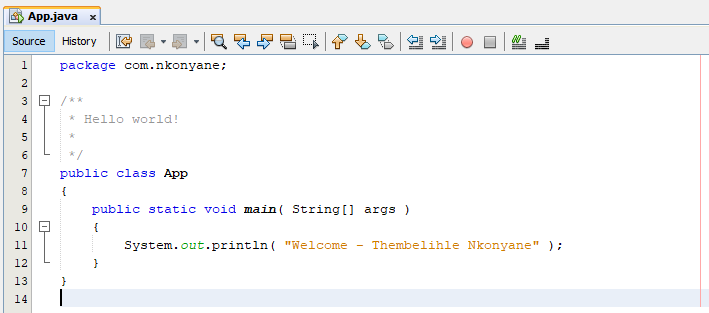 App.java x
Source History
1 package com.nkonyane;
2
3 /**
4  * Hello world!
5  *
6  */
7 public class App
8 {
9     public static void main( String[] args )
10     {
11         System.out.println( "Welcome - Thembelihle Nkonyane" );
12     }
13 }
14